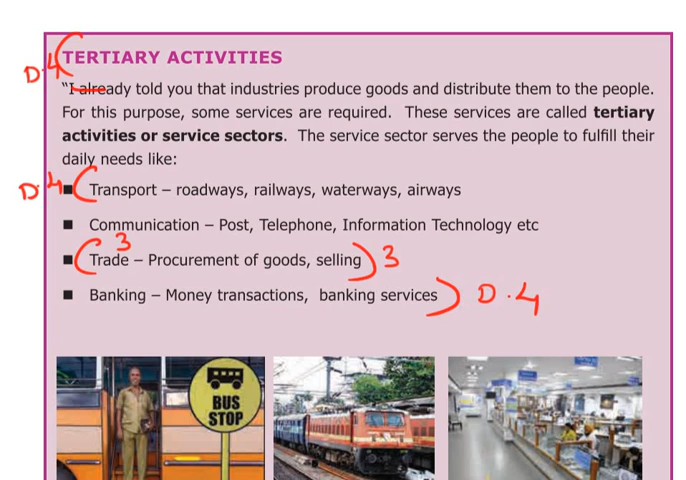 D.4
TERTIARY ACTIVITIES
"I already told you that industries produce goods and distribute them to the people.
For this purpose, some services are required. These services are called tertiary
activities or service sectors. The service sector serves the people to fulfill their
daily needs like:
D.4 ■ Transport – roadways, railways, waterways, airways
■ Communication – Post, Telephone, Information Technology etc
3
■ Trade – Procurement of goods, selling 3
■ Banking – Money transactions, banking services D.4
BUS
STOP